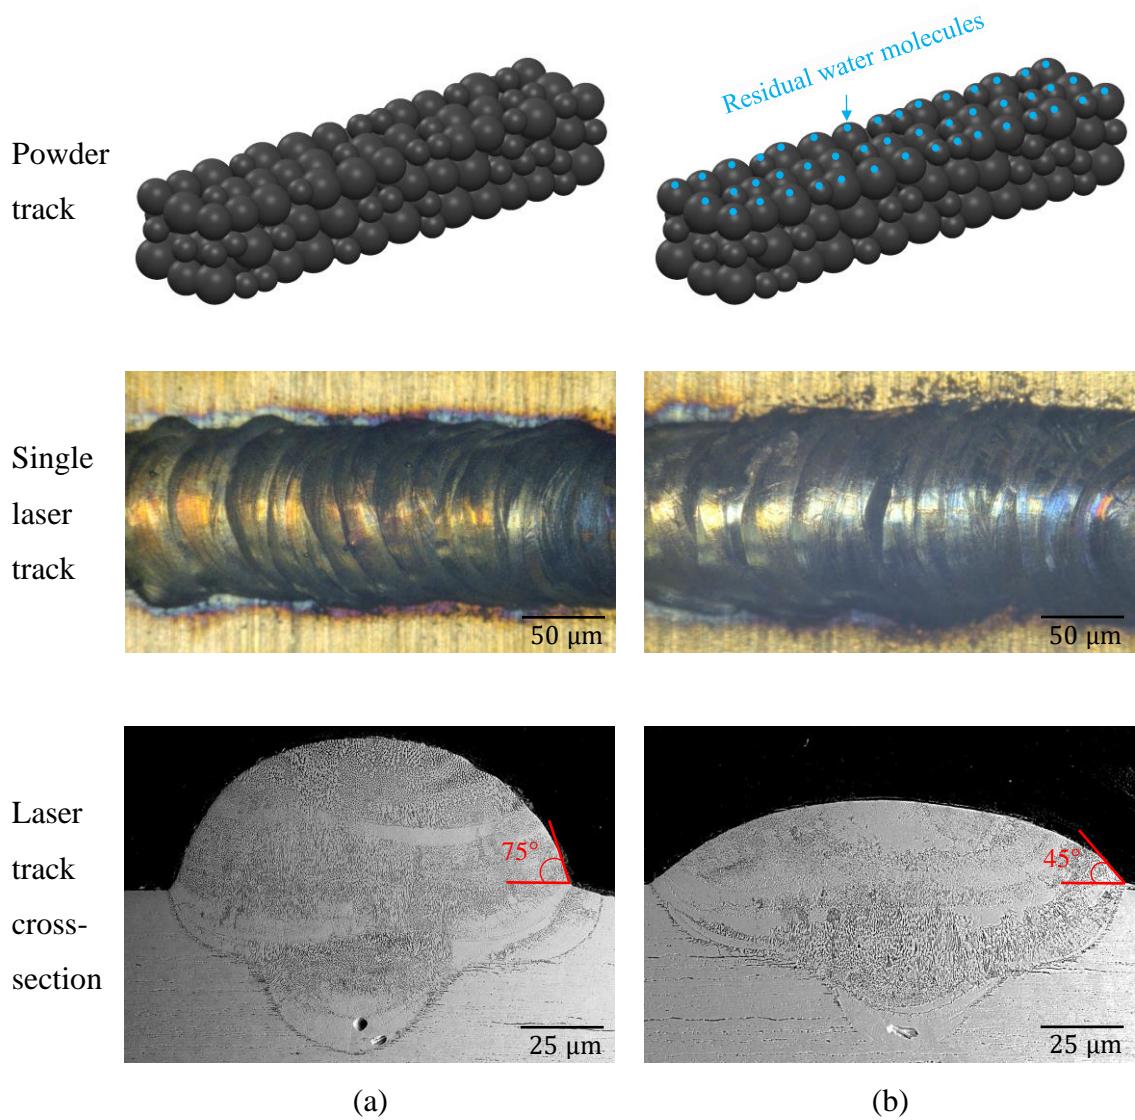 Residual water molecules
Powder
track
Single
laser
track
50 μm
50 μm
Laser
track
cross-
section
75°
45°
25 μm
25 μm
(a)
(b)